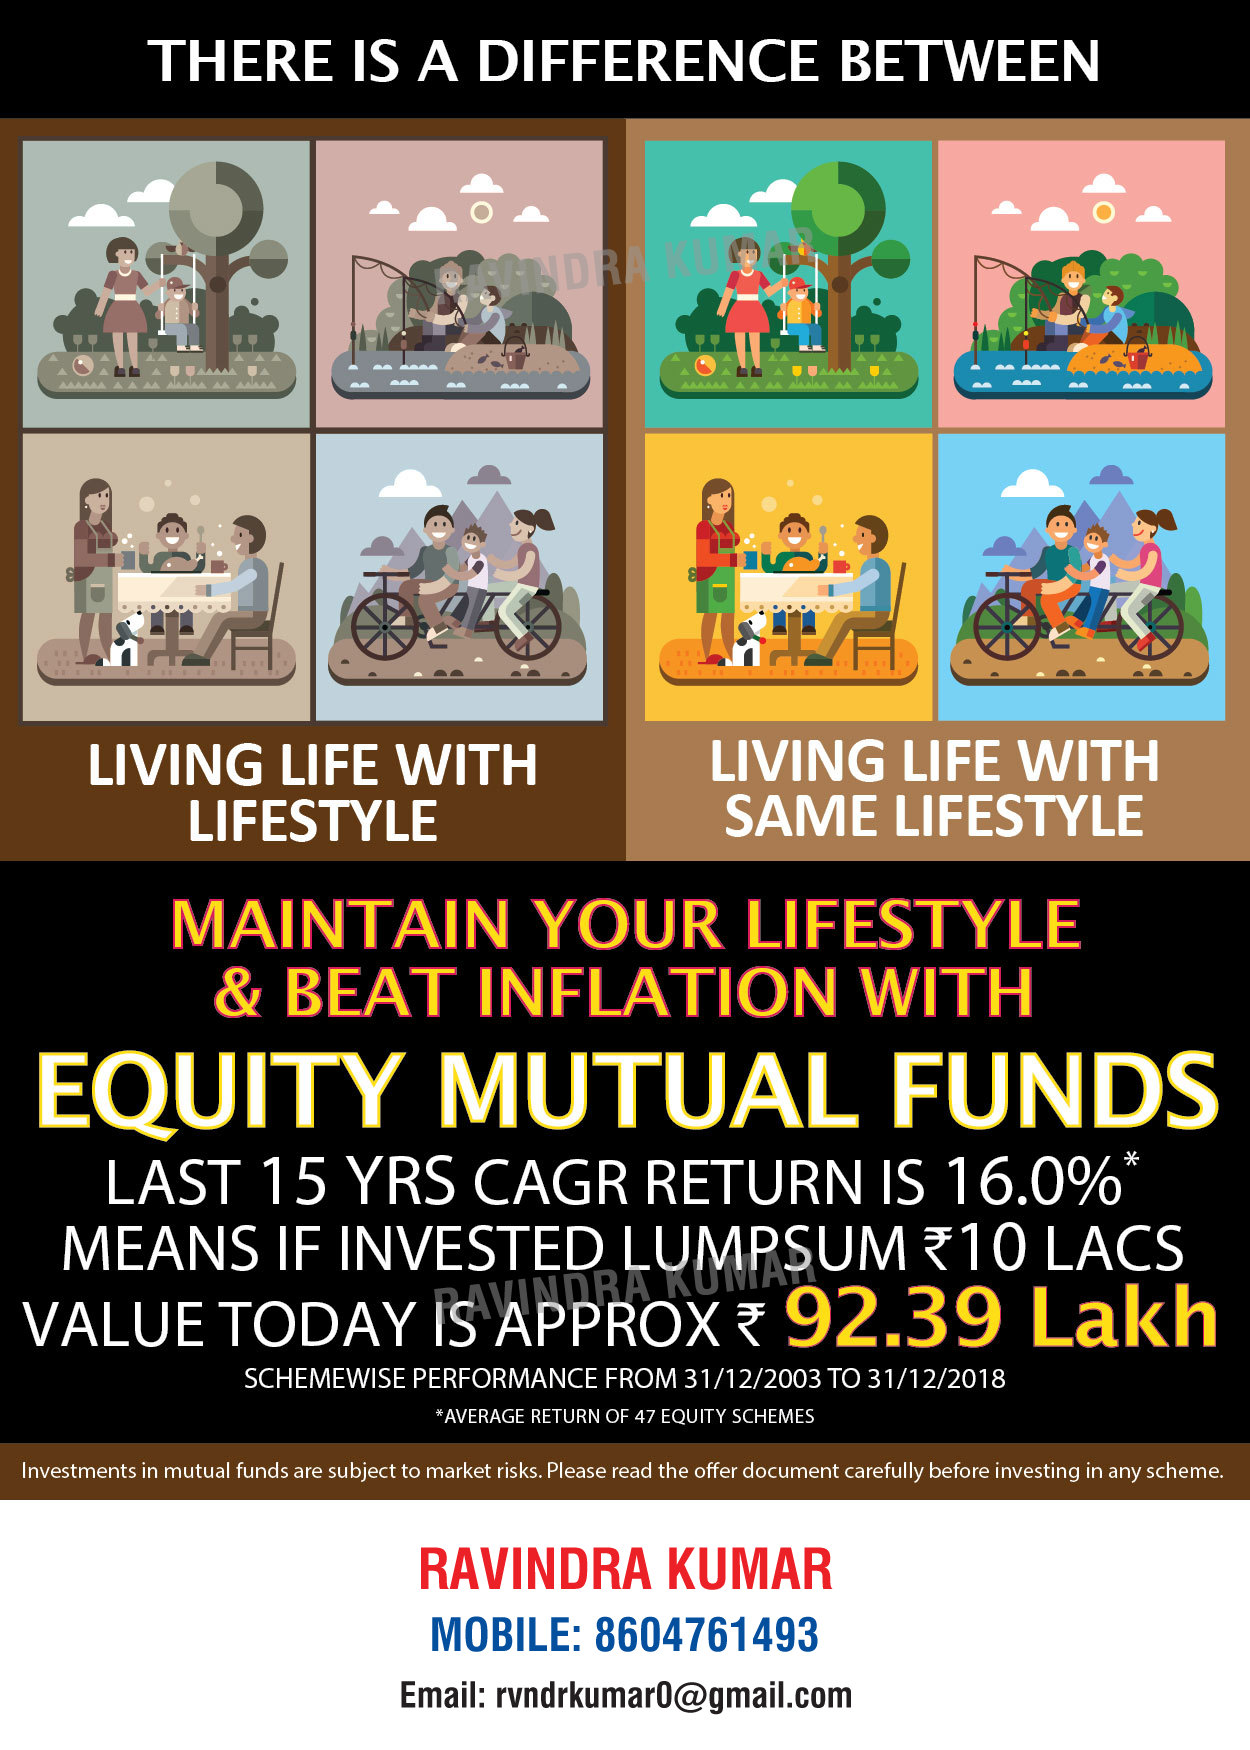 THERE IS A DIFFERENCE BETWEEN
RAVINDRA KUMAR
LIVING LIFE WITH
LIFESTYLE
LIVING LIFE WITH
SAME LIFESTYLE
MAINTAIN YOUR LIFESTYLE
& BEAT INFLATION WITH
EQUITY MUTUAL FUNDS
LAST 15 YRS CAGR RETURN IS 16.0%*
MEANS IF INVESTED LUMPSUM ₹10 LACS
RAVINDRA KUMAR
VALUE TODAY IS APPROX ₹ 92.39 Lakh
SCHEMEWISE PERFORMANCE FROM 31/12/2003 TO 31/12/2018
*AVERAGE RETURN OF 47 EQUITY SCHEMES
Investments in mutual funds are subject to market risks. Please read the offer document carefully before investing in any scheme.
RAVINDRA KUMAR
MOBILE: 8604761493
Email: rvndrkumar0@gmail.com